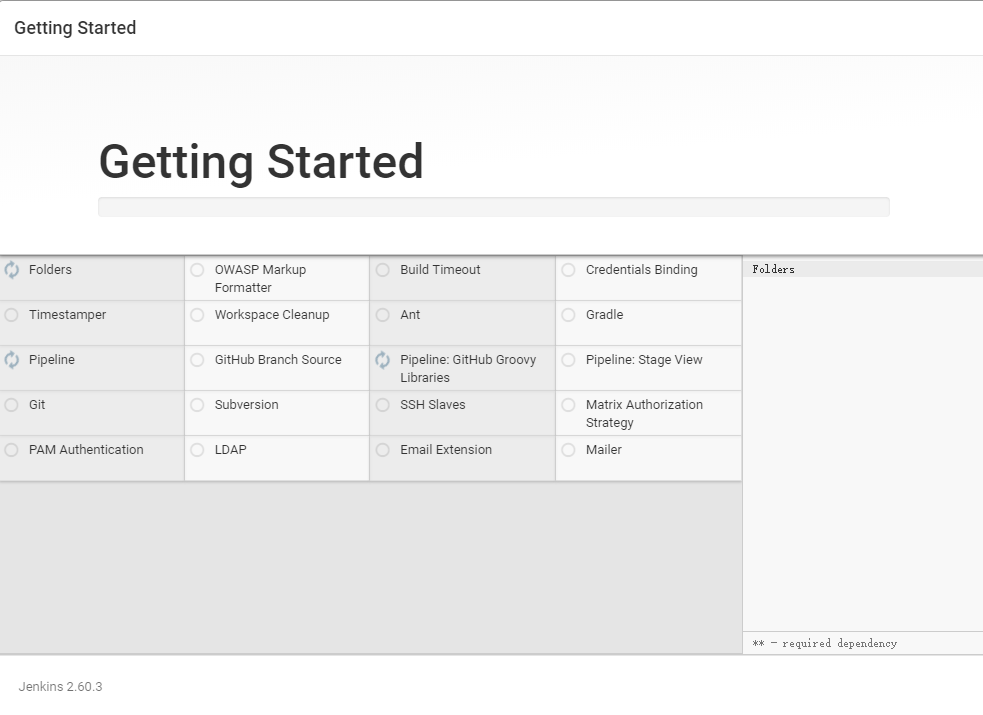 Getting Started
Getting Started
Folders
OWASP Markup
Formatter
Build Timeout
Credentials Binding
Folders
Timestamper
Workspace Cleanup
Ant
Gradle
Pipeline
GitHub Branch Source
Pipeline: GitHub Groovy
Libraries
Pipeline: Stage View
Git
Subversion
SSH Slaves
Matrix Authorization
Strategy
PAM Authentication
LDAP
Email Extension
Mailer
** - required dependency
Jenkins 2.60.3